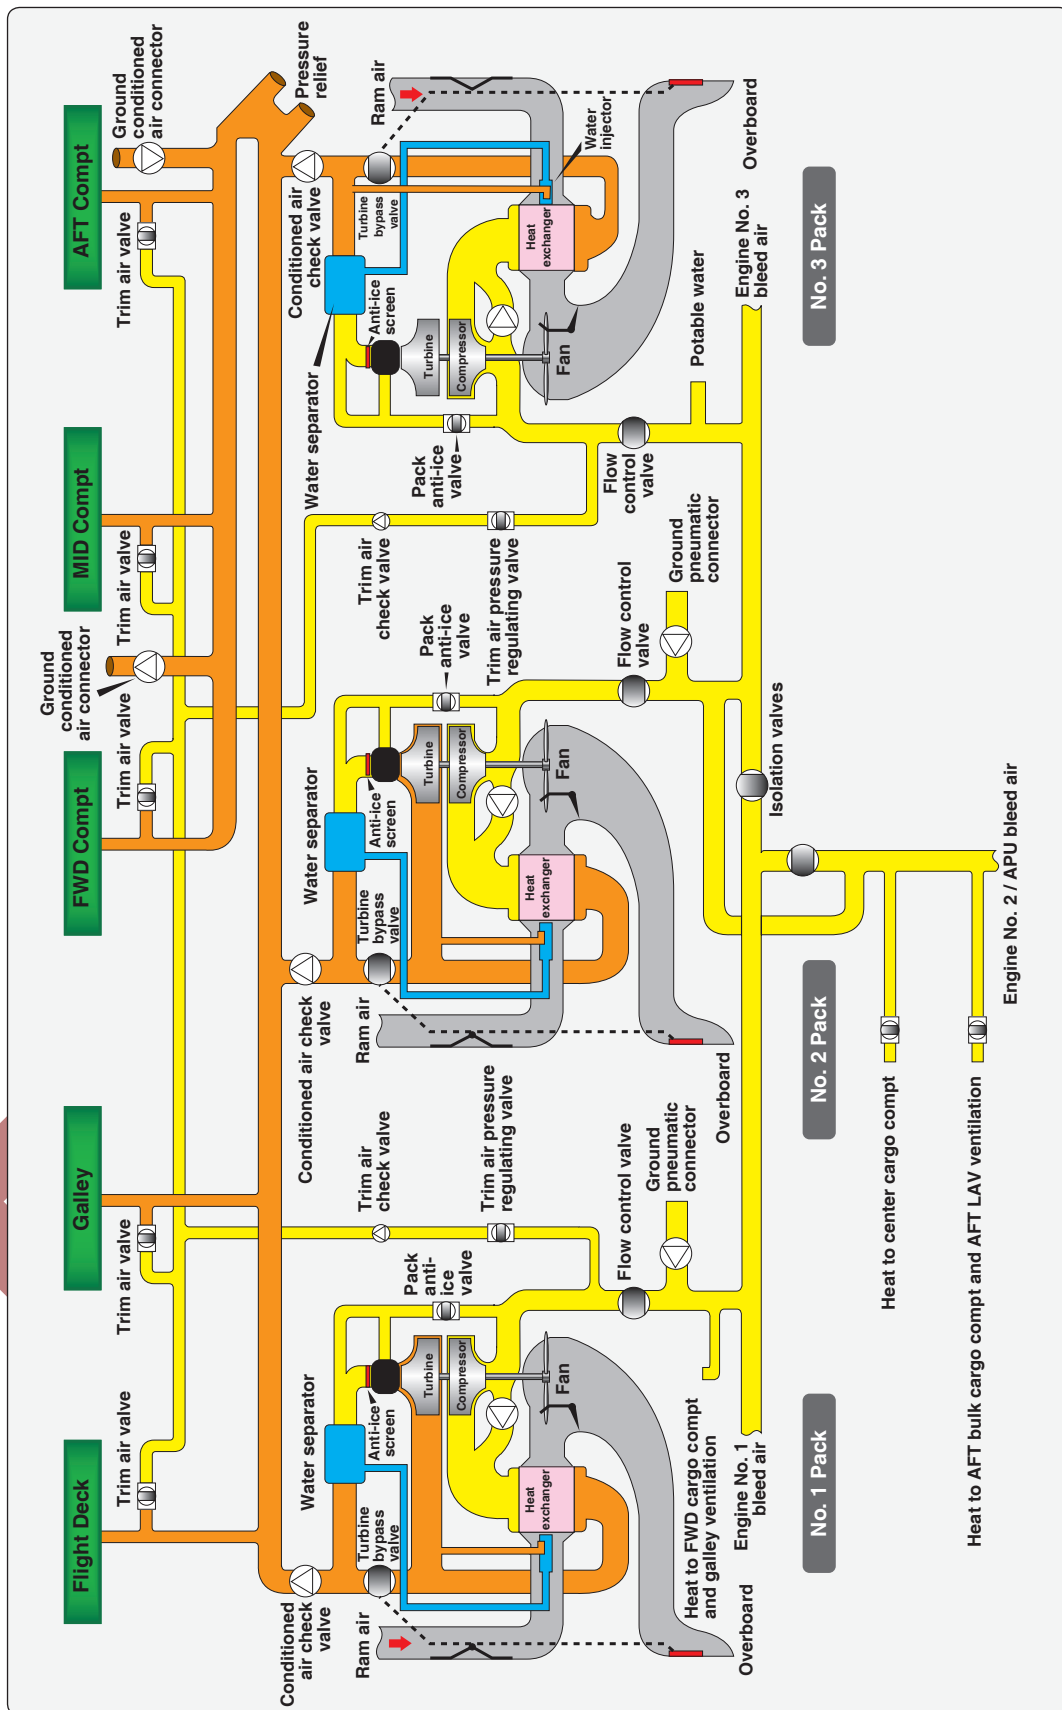 Flight Deck
Galley
FWD Compt
MID Compt
AFT Compt
Ground
conditioned
air connector
Ground
conditioned
air connector
Trim air valve
Trim air valve
Trim air valve
Trim air valve
Trim air valve
Pressure
relief
Conditioned
air check
valve
Water separator
Anti-ice
screen
Turbine
bypass
valve
Ram air
Pack
anti-
ice
valve
Trim air
check valve
Trim air pressure
regulating valve
Turbine
Compressor
Heat
exchanger
Fan
Flow control valve
Ground
pneumatic
connector
Heat to FWD cargo compt
and galley ventilation
Overboard
Engine No. 1
bleed air
No. 1 Pack
Conditioned air check
valve
Water separator
Anti-ice
screen
Turbine
bypass
valve
Ram air
Pack
anti-ice
valve
Trim air
check valve
Trim air pressure
regulating valve
Turbine
Compressor
Heat
exchanger
Fan
Flow control
valve
Ground
pneumatic
connector
Overboard
Isolation valves
No. 2 Pack
Conditioned air
check valve
Water separator
Anti-ice
screen
Turbine
bypass
valve
Ram air
Pack
anti-ice
valve
Turbine
Compressor
Heat
exchanger
Water
injector
Fan
Flow
control
valve
Potable water
Overboard
Engine No. 3
bleed air
No. 3 Pack
Heat to center cargo compt
Heat to AFT bulk cargo compt and AFT LAV ventilation
Engine No. 2 / APU bleed air